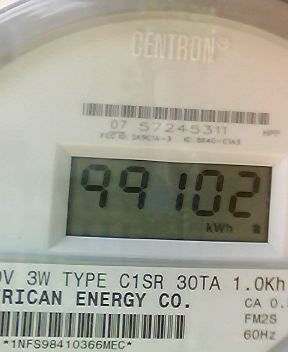 CENTRON®
07 57245311 HPP
99102
kWh
0V 3W TYPE C1SR 30TA 1.0Kh
RICAN ENERGY CO.
CA 0.
FM2S
*1NFS98410366MEC*
60Hz